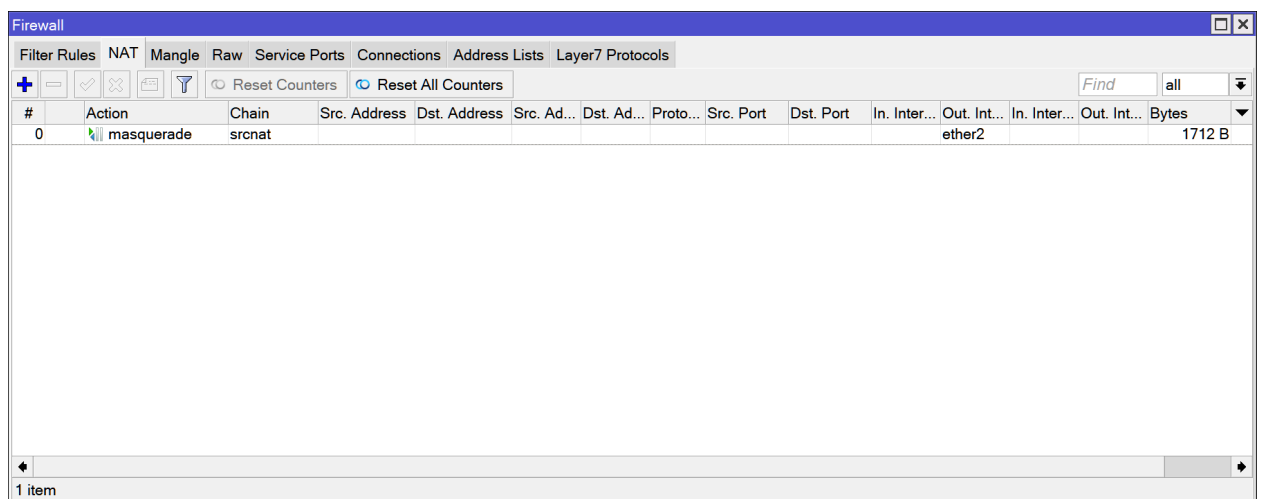 Firewall
Filter Rules NAT Mangle Raw Service Ports Connections Address Lists Layer7 Protocols
Reset Counters Reset All Counters Find all
# Action Chain Src. Address Dst. Address Src. Ad... Dst. Ad... Proto... Src. Port Dst. Port In. Inter... Out. Int... In. Inter... Out. Int... Bytes
0 masquerade srcnat ether2 1712 B
1 item